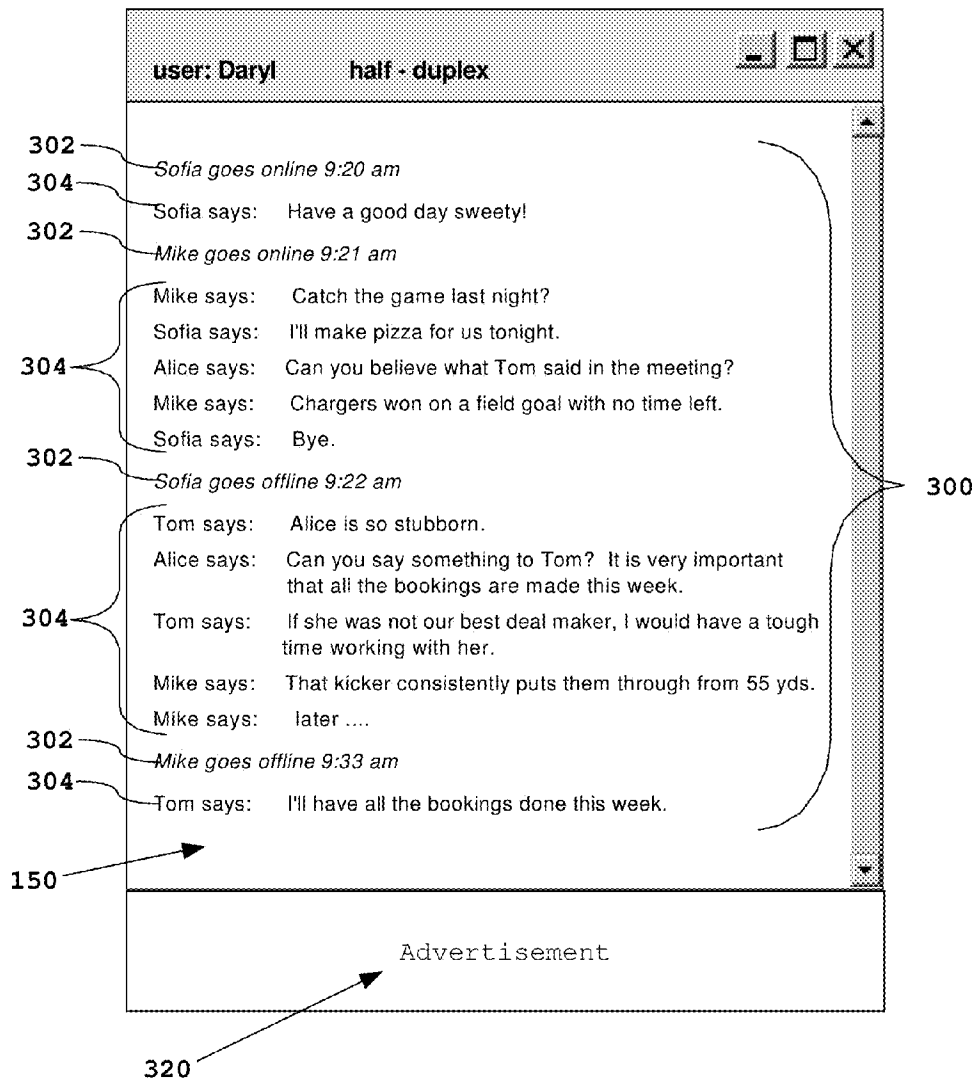 user: Daryl half - duplex
302
Sofia goes online 9:20 am
304
Sofia says: Have a good day sweety!
302
Mike goes online 9:21 am
Mike says: Catch the game last night?
Sofia says: I'll make pizza for us tonight.
304
Alice says: Can you believe what Tom said in the meeting?
Mike says: Chargers won on a field goal with no time left.
Sofia says: Bye.
302
Sofia goes offline 9:22 am
300
Tom says: Alice is so stubborn.
Alice says: Can you say something to Tom? It is very important
that all the bookings are made this week.
304
Tom says: If she was not our best deal maker, I would have a tough
time working with her.
Mike says: That kicker consistently puts them through from 55 yds.
Mike says: later ....
302
Mike goes offline 9:33 am
304
Tom says: I'll have all the bookings done this week.
150
Advertisement
320